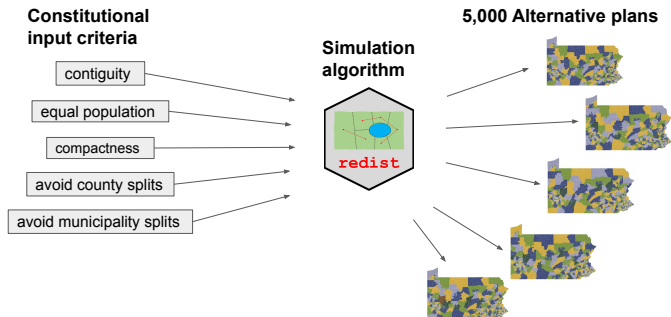 Constitutional
input criteria
contiguity
equal population
compactness
avoid county splits
avoid municipality splits
Simulation
algorithm
redist
5,000 Alternative plans